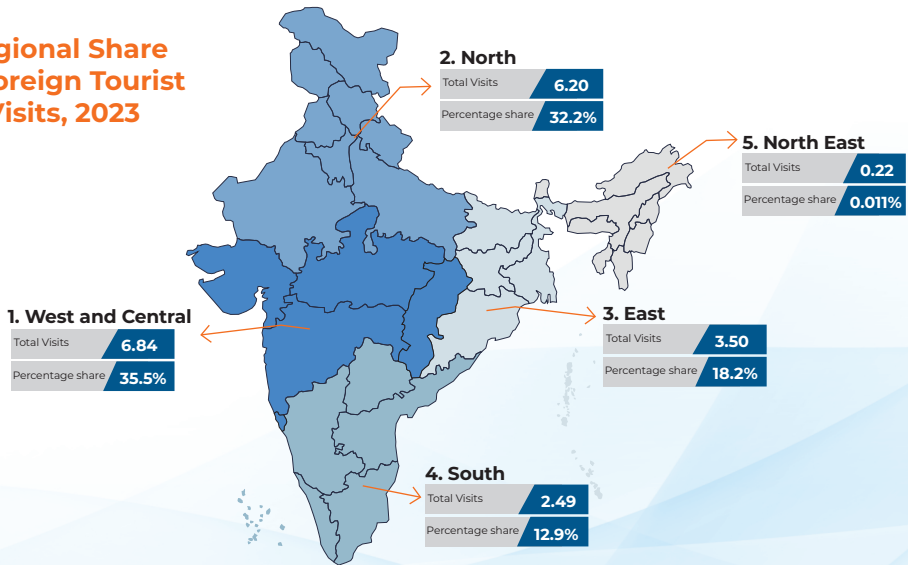 gional Share
oreign Tourist
isits, 2023
2. North
Total Visits 6.20
Percentage share 32.2%
5. North East
Total Visits 0.22
Percentage share 0.011%
1. West and Central
Total Visits 6.84
Percentage share 35.5%
3. East
Total Visits 3.50
Percentage share 18.2%
4. South
Total Visits 2.49
Percentage share 12.9%